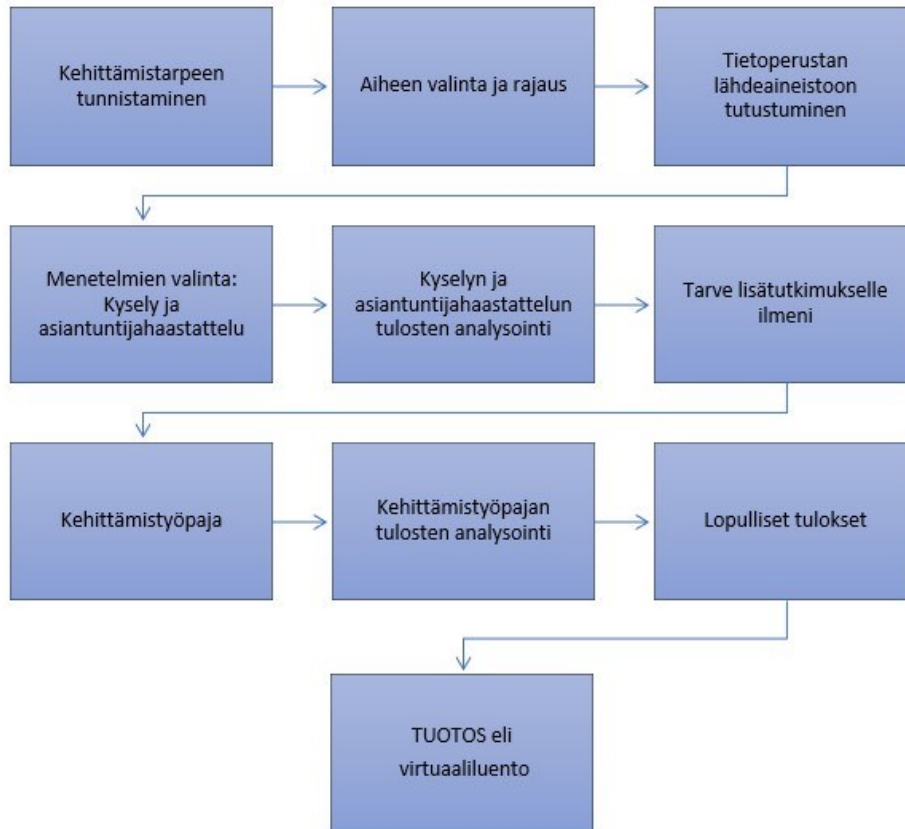 Kehittämistarpeen
tunnistaminen
Aiheen valinta ja rajaus
Tietoperustan
lähdeaineistoon
tutustuminen
Menetelmien valinta:
Kysely ja
asiantuntijahaastattelu
Kyselyn ja
asiantuntijahaastattelun
tulosten analysointi
Tarve lisätutkimukselle
ilmeni
Kehittämistyöpaja
Kehittämistyöpajan
tulosten analysointi
Lopulliset tulokset
TUOTOS eli
virtuaaliluento